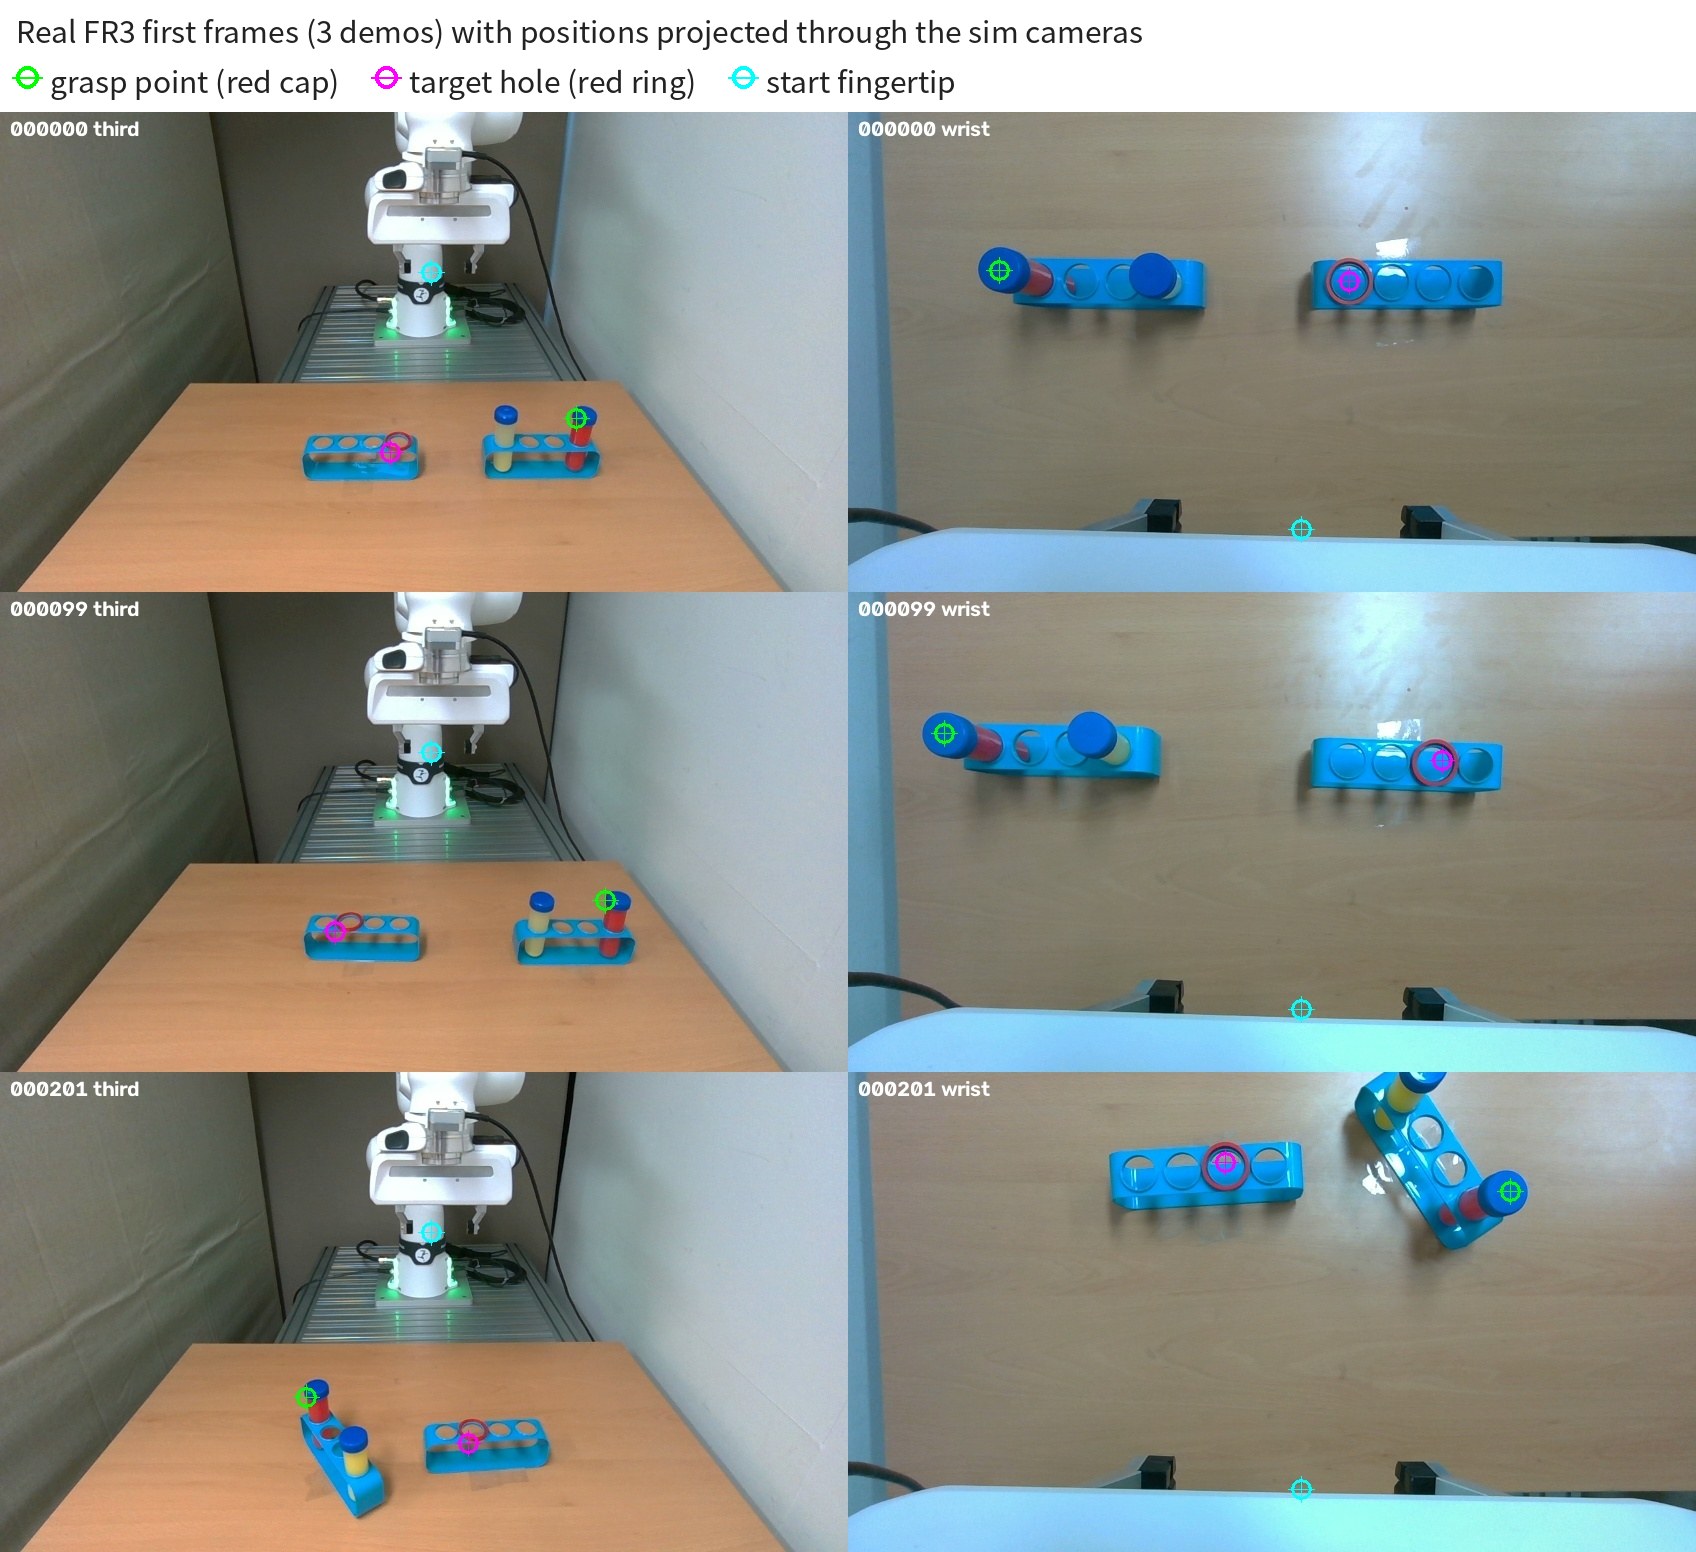 Real FR3 first frames (3 demos) with positions projected through the sim cameras
grasp point (red cap) target hole (red ring) start fingertip
000000 third 000000 wrist
000099 third 000099 wrist
000201 third 000201 wrist